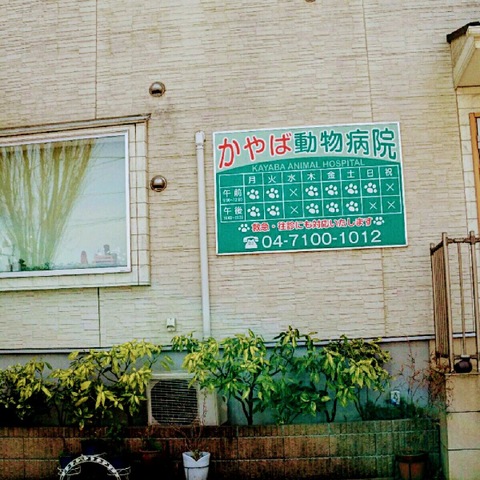 かやば動物病院
KAYABA ANIMAL HOSPITAL
月 火 水 木 金 土 日 祝
午前 × ×
午後 × × ×
救急・往診にも対応いたします
☎04-7100-1012